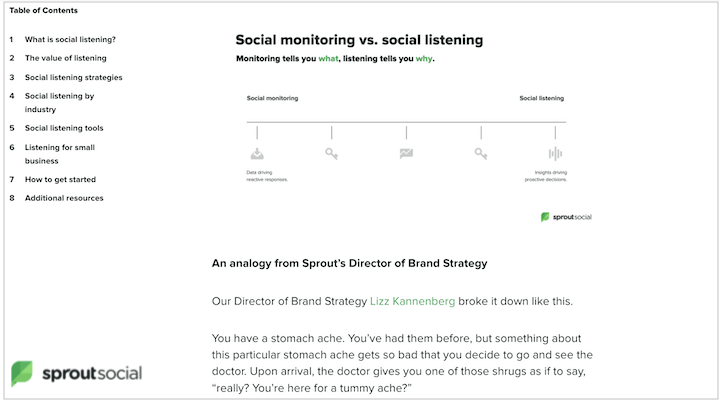 Table of Contents
1 What is social listening?
2 The value of listening
3 Social listening strategies
4 Social listening by
industry
5 Social listening tools
6 Listening for small
business
7 How to get started
8 Additional resources
Social monitoring vs. social listening
Monitoring tells you what, listening tells you why.
Social monitoring
Social listening
Data driving
reactive responses.
Insights driving
proactive decisions.
sproutsocial
An analogy from Sprout’s Director of Brand Strategy
Our Director of Brand Strategy Lizz Kannenberg broke it down like this.
You have a stomach ache. You’ve had them before, but something about
this particular stomach ache gets so bad that you decide to go and see the
doctor. Upon arrival, the doctor gives you one of those shrugs as if to say,
“really? You’re here for a tummy ache?”
sproutsocial